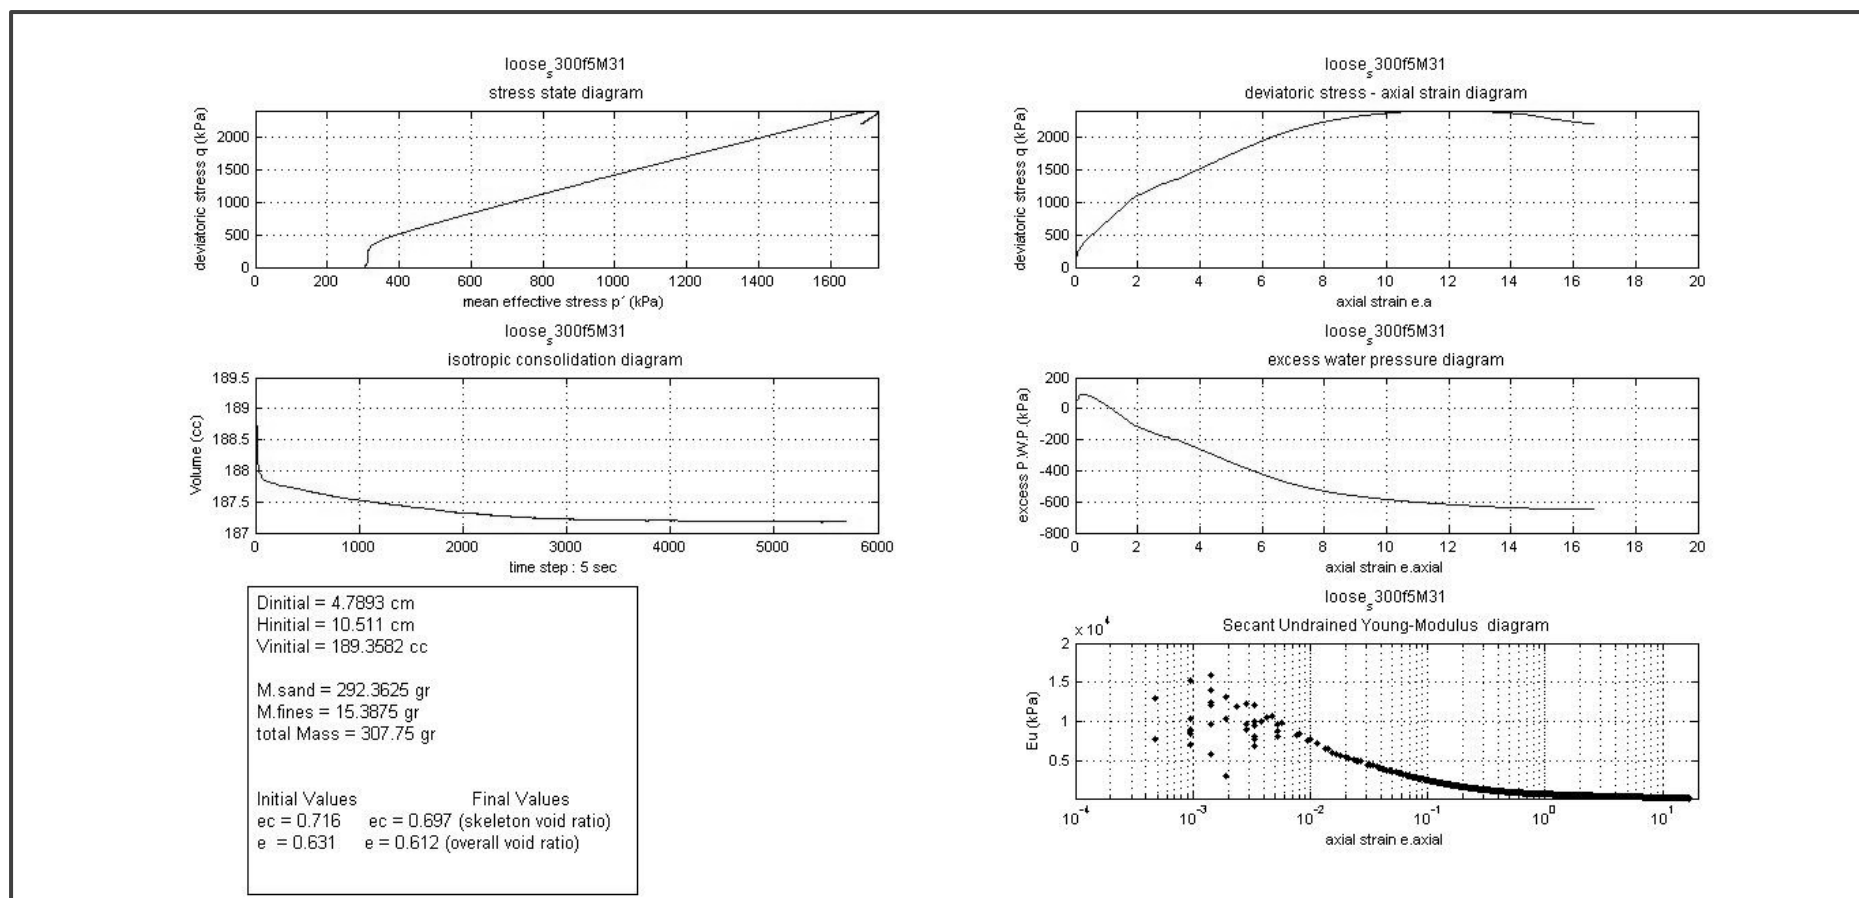 loose_s300f5M31
stress state diagram
deviatoric stress q (kPa)
2000
1500
1000
500
0
0 200 400 600 800 1000 1200 1400 1600
mean effective stress p´ (kPa)
loose_s300f5M31
deviatoric stress - axial strain diagram
deviatoric stress q (kPa)
2000
1500
1000
500
0
0 2 4 6 8 10 12 14 16 18 20
axial strain e.a
loose_s300f5M31
isotropic consolidation diagram
Volume (cc)
189.5
189
188.5
188
187.5
187
0 1000 2000 3000 4000 5000 6000
time step : 5 sec
loose_s300f5M31
excess water pressure diagram
excess P.W.P.(kPa)
200
0
-200
-400
-600
-800
0 2 4 6 8 10 12 14 16 18 20
axial strain e.axial
Dinitial = 4.7893 cm
Hinitial = 10.511 cm
Vinitial = 189.3582 cc
M.sand = 292.3625 gr
M.fines = 15.3875 gr
total Mass = 307.75 gr
Initial Values Final Values
ec = 0.716 ec = 0.697 (skeleton void ratio)
e = 0.631 e = 0.612 (overall void ratio)
loose_s300f5M31
Secant Undrained Young-Modulus diagram
x 10^4
Eu (kPa)
2
1.5
1
0.5
10^-4 10^-3 10^-2 10^-1 10^0 10^1
axial strain e.axial